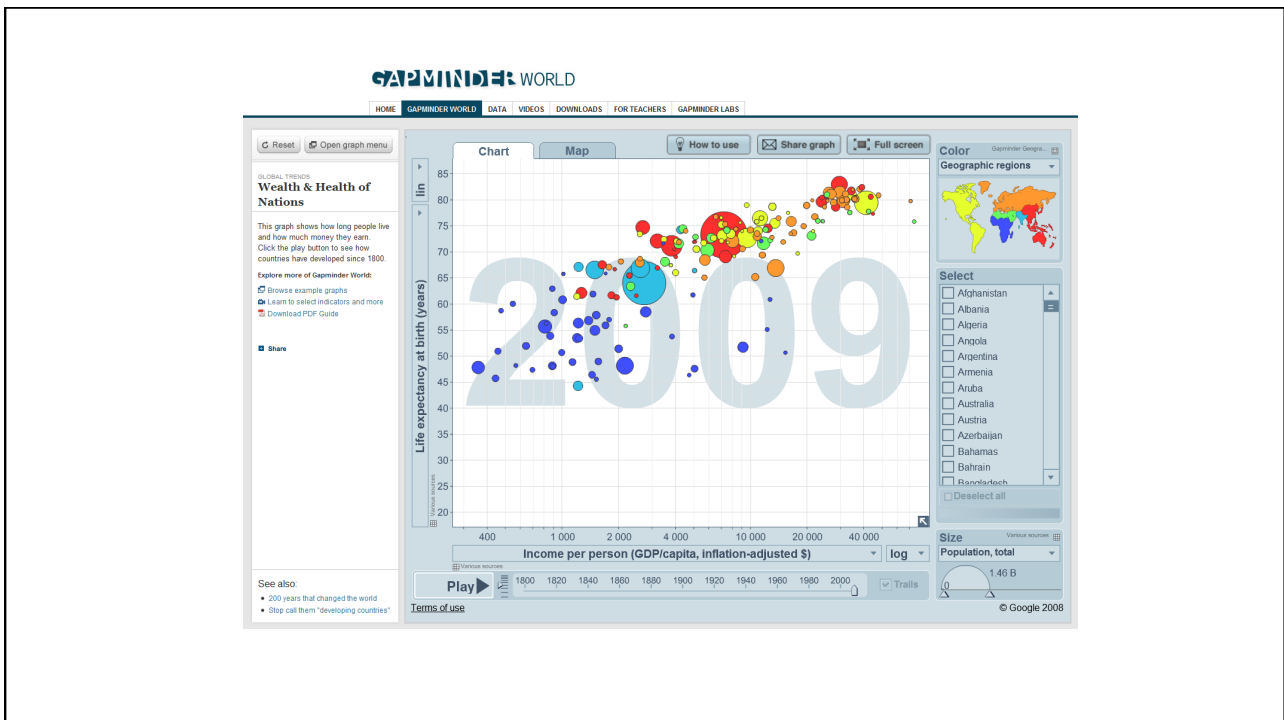 GAPMINDER WORLD
HOME GAPMINDER WORLD DATA VIDEOS DOWNLOADS FOR TEACHERS GAPMINDER LABS
Reset Open graph menu
GLOBAL TRENDS
Wealth & Health of
Nations
This graph shows how long people live
and how much money they earn.
Click the play button to see how
countries have developed since 1800.
Explore more of Gapminder World:
Browse example graphs
Learn to select indicators and more
Download PDF Guide
Share
See also:
200 years that changed the world
Stop call them "developing countries"
Chart Map
How to use Share graph Full screen
lin
Life expectancy at birth (years)
Various sources
85
80
75
70
65
60
55
50
45
40
35
30
25
20
2009
400 1 000 2 000 4 000 10 000 20 000 40 000
Income per person (GDP/capita, inflation-adjusted $) log
Various sources
Play 1800 1820 1840 1860 1880 1900 1920 1940 1960 1980 2000 Trails
Terms of use
© Google 2008
Color Gapminder Geogra...
Geographic regions
Select
Afghanistan
Albania
Algeria
Angola
Argentina
Armenia
Aruba
Australia
Austria
Azerbaijan
Bahamas
Bahrain
Bangladesh
Deselect all
Size Various sources
Population, total
0 1.46 B